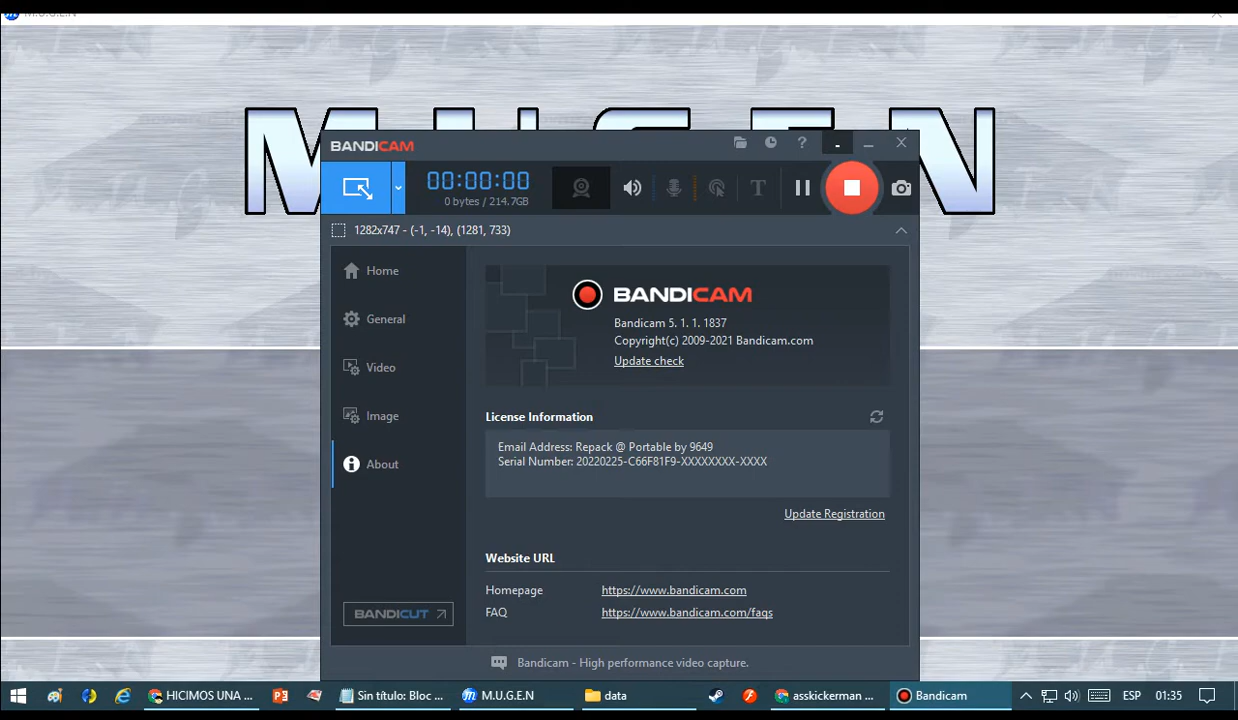 M.U.G.E.N
M.U.G.E.N
BANDICAM
00:00:00
0 bytes / 214.7GB
T
1282x747 - (-1, -14), (1281, 733)
Home
General
Video
Image
About
BANDICUT
BANDICAM
Bandicam 5. 1. 1. 1837
Copyright(c) 2009-2021 Bandicam.com
Update check
License Information
Email Address: Repack @ Portable by 9649
Serial Number: 20220225-C66F81F9-XXXXXXXX-XXXX
Update Registration
Website URL
Homepage https://www.bandicam.com
FAQ https://www.bandicam.com/faqs
Bandicam - High performance video capture.
HICIMOS UNA ... Sin título: Bloc ... M.U.G.E.N data asskickerman ... Bandicam ESP 01:35